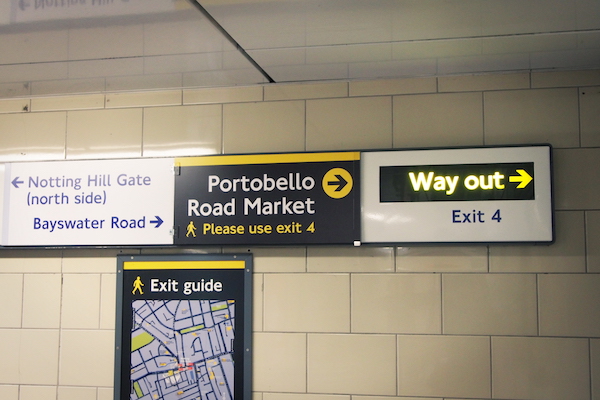 ← Notting Hill Gate
(north side)
Bayswater Road →
Portobello →
Road Market
Please use exit 4
Way out →
Exit 4
Exit guide